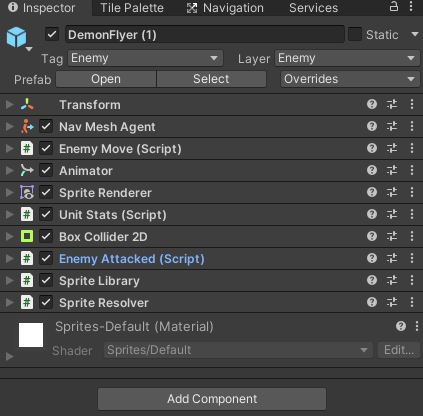 Inspector Tile Palette Navigation Services
DemonFlyer (1) Static
Tag Enemy Layer Enemy
Prefab Open Select Overrides
Transform
Nav Mesh Agent
Enemy Move (Script)
Animator
Sprite Renderer
Unit Stats (Script)
Box Collider 2D
Enemy Attacked (Script)
Sprite Library
Sprite Resolver
Sprites-Default (Material)
Shader Sprites/Default Edit...
Add Component